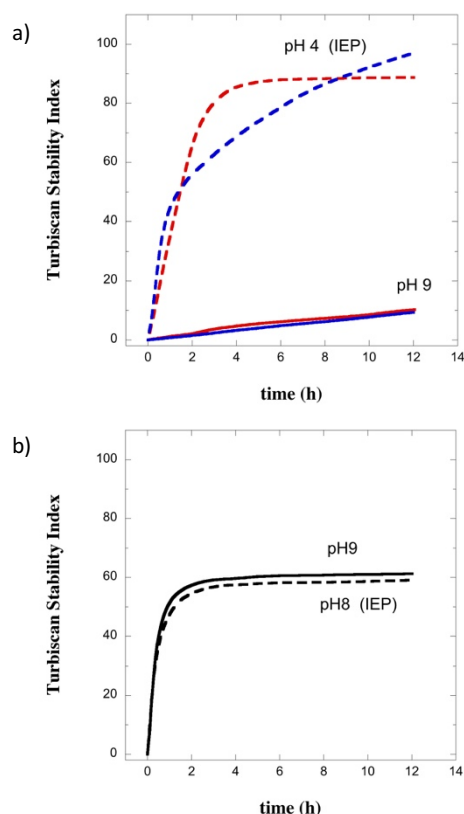 a)
100
80
60
40
20
0
Turbiscan Stability Index
pH 4 (IEP)
pH 9
0 2 4 6 8 10 12 14
time (h)
b)
100
80
60
40
20
0
Turbiscan Stability Index
pH9
pH8 (IEP)
0 2 4 6 8 10 12 14
time (h)